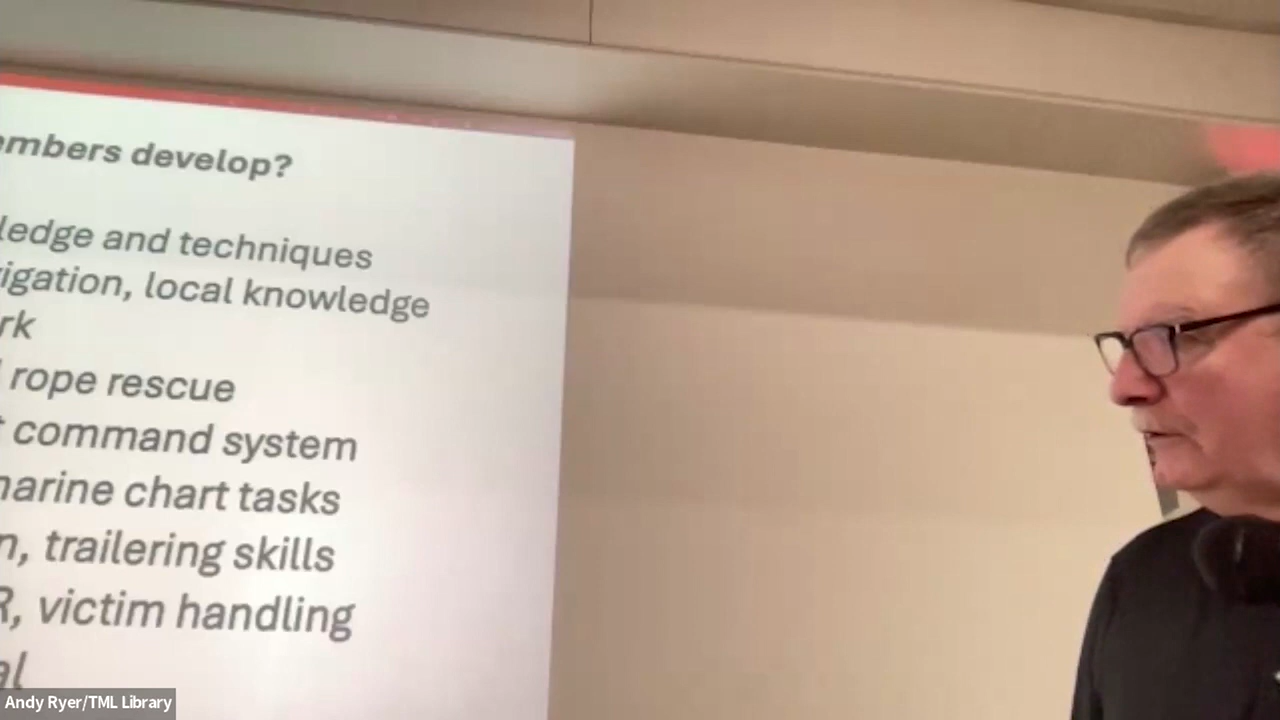 embers develop?
ledge and techniques
igation, local knowledge
rk
rope rescue
t command system
marine chart tasks
n, trailering skills
R, victim handling
al
Andy Ryer/TML Library